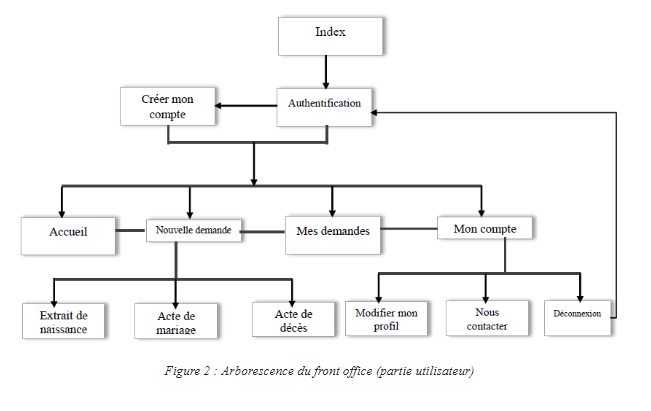 Index
Créer mon
compte
Authentification
Accueil
Nouvelle demande
Mes demandes
Mon compte
Extrait de
naissance
Acte de
mariage
Acte de
décès
Modifier mon
profil
Nous
contacter
Déconnexion
Figure 2 : Arborescence du front office (partie utilisateur)